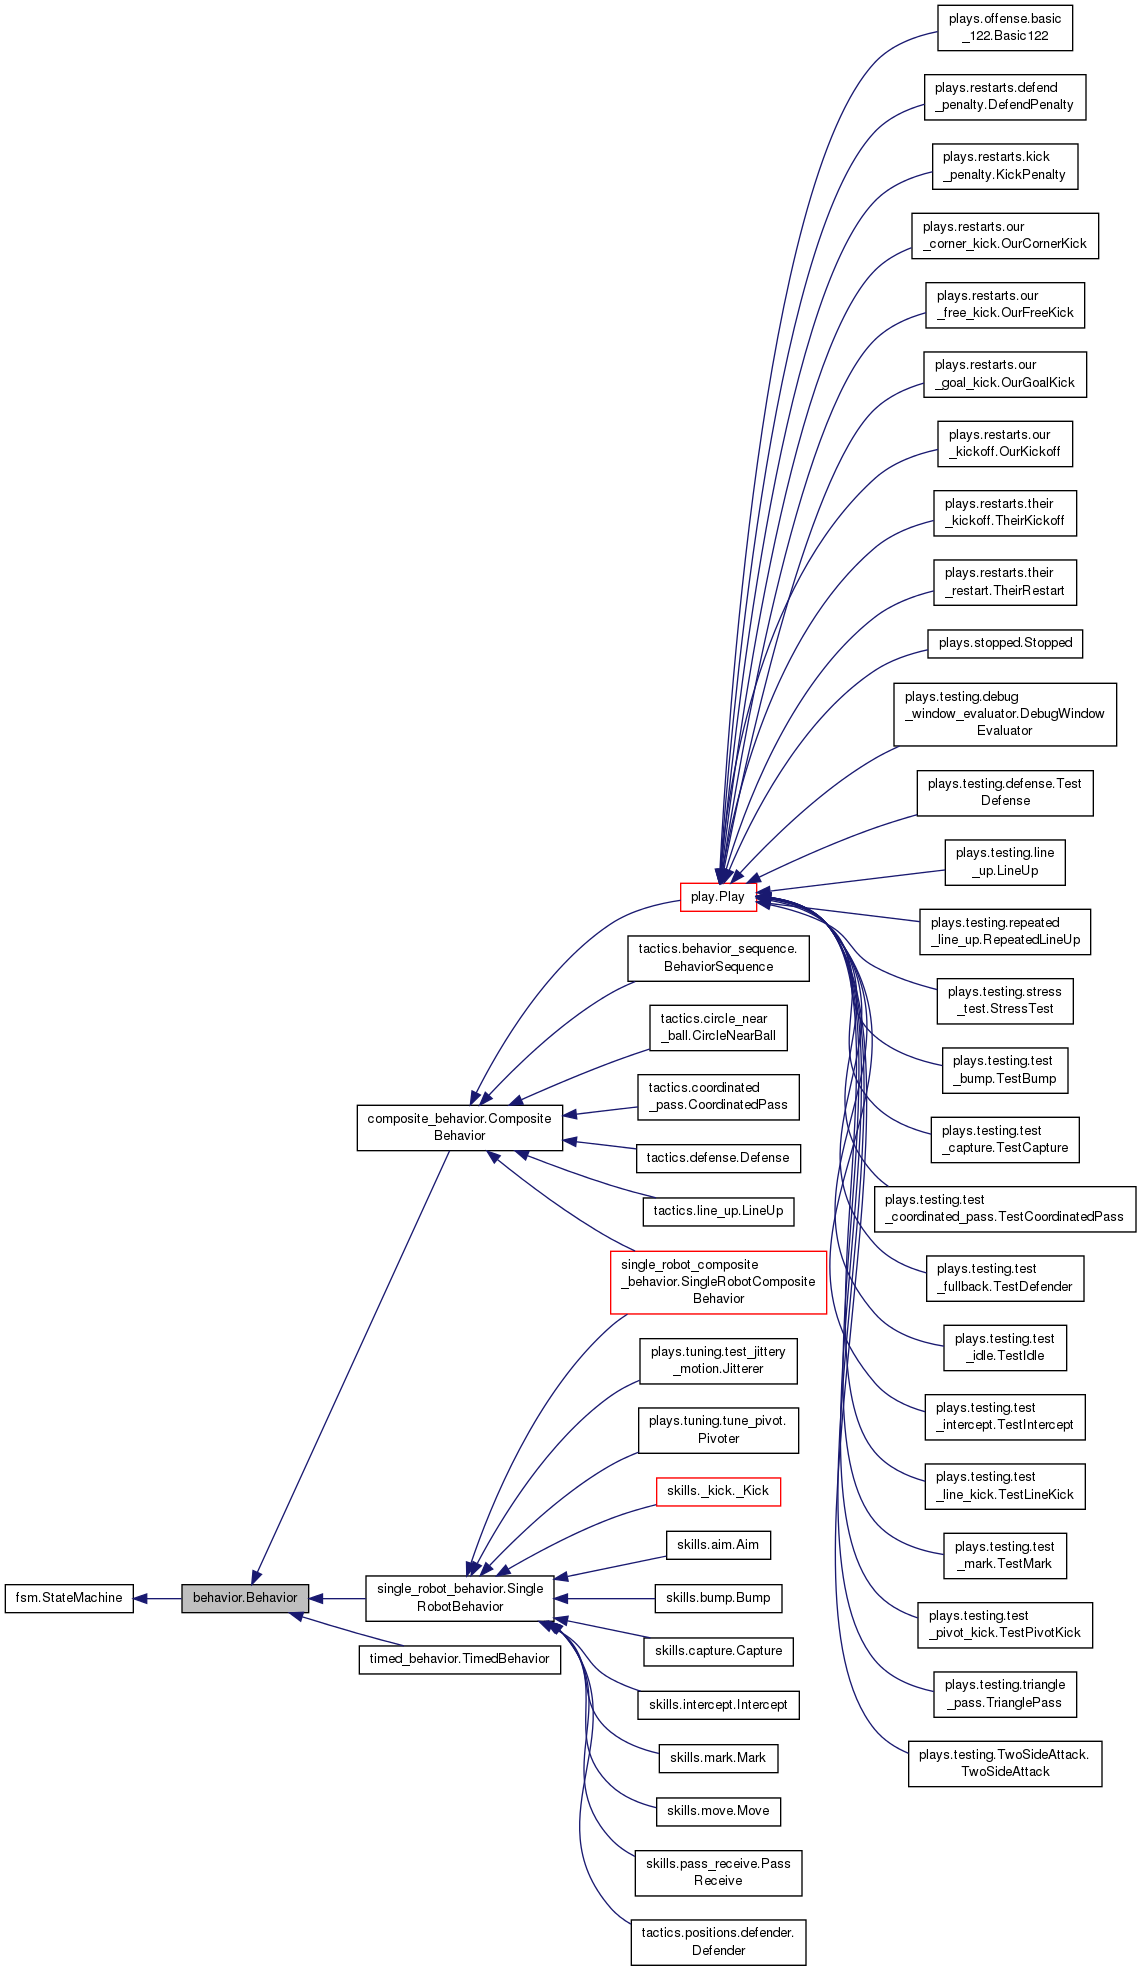 plays.offense.basic
_122.Basic122
plays.restarts.defend
_penalty.DefendPenalty
plays.restarts.kick
_penalty.KickPenalty
plays.restarts.our
_corner_kick.OurCornerKick
plays.restarts.our
_free_kick.OurFreeKick
plays.restarts.our
_goal_kick.OurGoalKick
plays.restarts.our
_kickoff.OurKickoff
plays.restarts.their
_kickoff.TheirKickoff
plays.restarts.their
_restart.TheirRestart
plays.stopped.Stopped
plays.testing.debug
_window_evaluator.DebugWindow
Evaluator
plays.testing.defense.Test
Defense
plays.testing.line
_up.LineUp
play.Play
plays.testing.repeated
_line_up.RepeatedLineUp
tactics.behavior_sequence.
BehaviorSequence
plays.testing.stress
_test.StressTest
tactics.circle_near
_ball.CircleNearBall
plays.testing.test
_bump.TestBump
tactics.coordinated
_pass.CoordinatedPass
composite_behavior.Composite
Behavior
plays.testing.test
_capture.TestCapture
tactics.defense.Defense
plays.testing.test
_coordinated_pass.TestCoordinatedPass
tactics.line_up.LineUp
single_robot_composite
_behavior.SingleRobotComposite
Behavior
plays.testing.test
_fullback.TestDefender
plays.tuning.test_jittery
_motion.Jitterer
plays.testing.test
_idle.TestIdle
plays.tuning.tune_pivot.
Pivoter
plays.testing.test
_intercept.TestIntercept
skills._kick._Kick
plays.testing.test
_line_kick.TestLineKick
skills.aim.Aim
plays.testing.test
_mark.TestMark
fsm.StateMachine
behavior.Behavior
single_robot_behavior.Single
RobotBehavior
skills.bump.Bump
plays.testing.test
_pivot_kick.TestPivotKick
timed_behavior.TimedBehavior
skills.capture.Capture
skills.intercept.Intercept
plays.testing.triangle
_pass.TrianglePass
skills.mark.Mark
plays.testing.TwoSideAttack.
TwoSideAttack
skills.move.Move
skills.pass_receive.Pass
Receive
tactics.positions.defender.
Defender